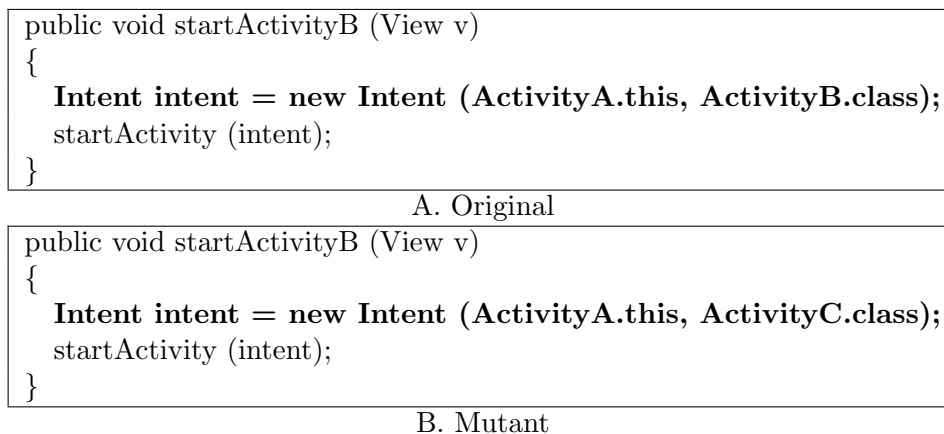 public void startActivityB (View v)
{
Intent intent = new Intent (ActivityA.this, ActivityB.class);
startActivity (intent);
}
A. Original
public void startActivityB (View v)
{
Intent intent = new Intent (ActivityA.this, ActivityC.class);
startActivity (intent);
}
B. Mutant